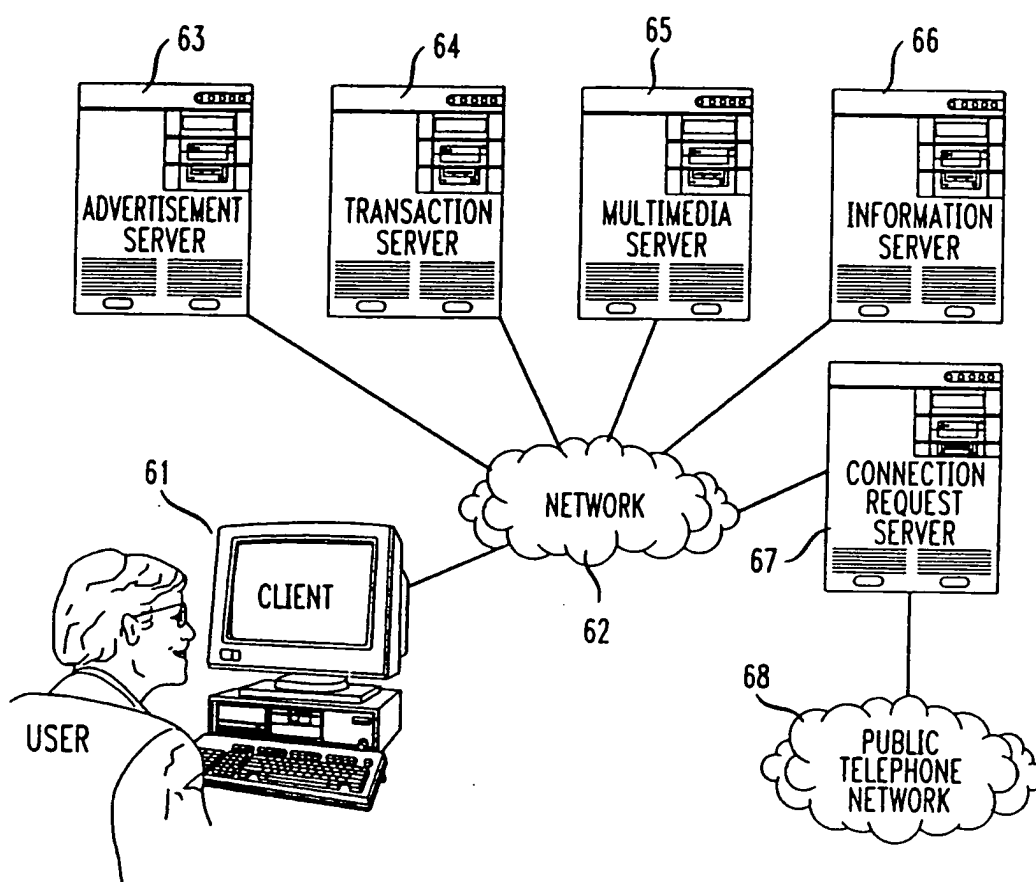 63
64
65
66
ADVERTISEMENT
SERVER
TRANSACTION
SERVER
MULTIMEDIA
SERVER
INFORMATION
SERVER
61
CLIENT
NETWORK
62
CONNECTION
REQUEST
SERVER
67
USER
68
PUBLIC
TELEPHONE
NETWORK